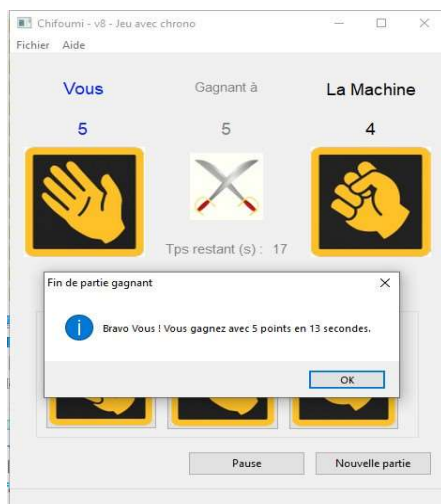 Chifoumi - v8 - Jeu avec chrono
Fichier Aide
Vous Gagnant à La Machine
5 5 4
Tps restant (s) : 17
Fin de partie gagnant
Bravo Vous ! Vous gagnez avec 5 points en 13 secondes.
OK
Pause Nouvelle partie